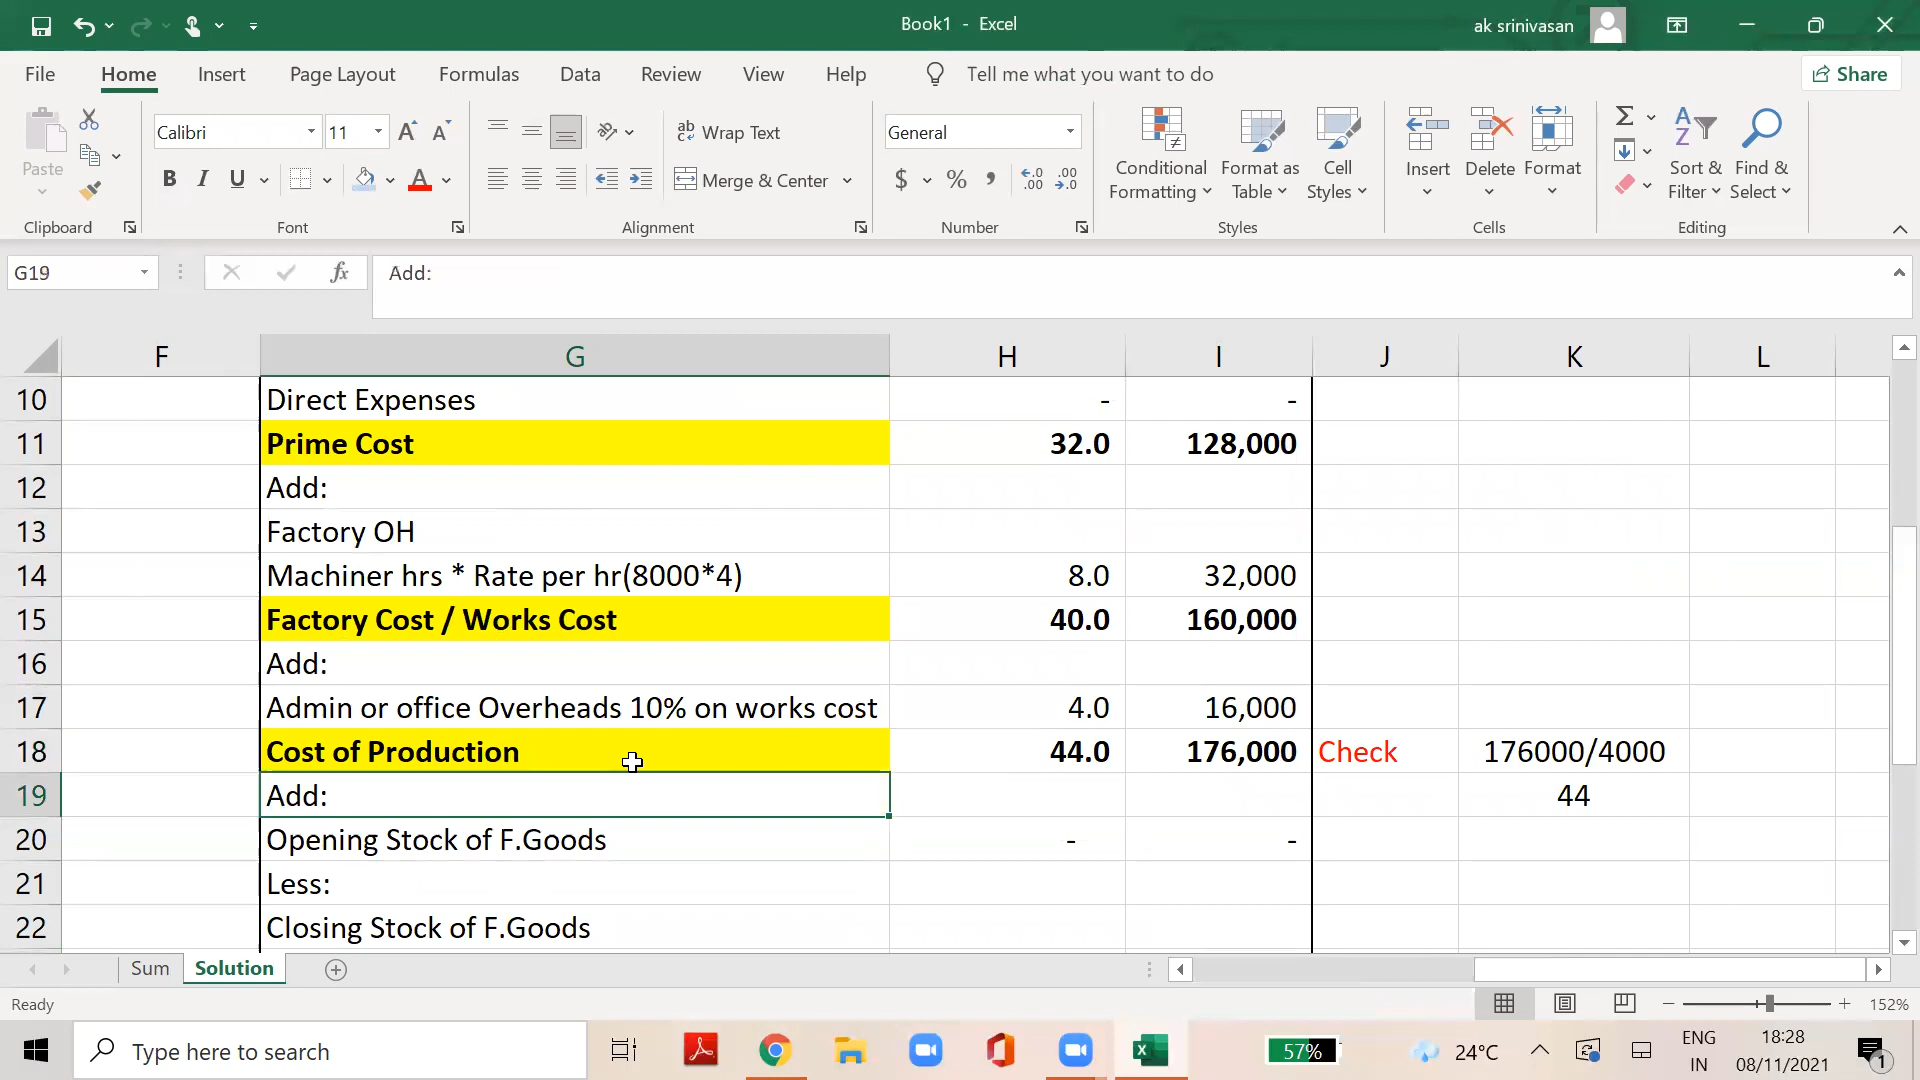 Book1 - Excel
ak srinivasan
File Home Insert Page Layout Formulas Data Review View Help Tell me what you want to do Share
Paste
Clipboard
Calibri 11
B I U
Font
Wrap Text
Merge & Center
Alignment
General
Number
Conditional Formatting
Format as Table
Cell Styles
Styles
Insert
Delete
Format
Cells
Sort & Filter
Find & Select
Editing
G19 fx Add:
F G H I J K L
10 Direct Expenses - -
11 Prime Cost 32.0 128,000
12 Add:
13 Factory OH
14 Machiner hrs * Rate per hr(8000*4) 8.0 32,000
15 Factory Cost / Works Cost 40.0 160,000
16 Add:
17 Admin or office Overheads 10% on works cost 4.0 16,000
18 Cost of Production 44.0 176,000 Check 176000/4000
19 Add: 44
20 Opening Stock of F.Goods - -
21 Less:
22 Closing Stock of F.Goods
Sum Solution
Ready 152%
Type here to search
57%
24°C
ENG
IN
18:28
08/11/2021
1